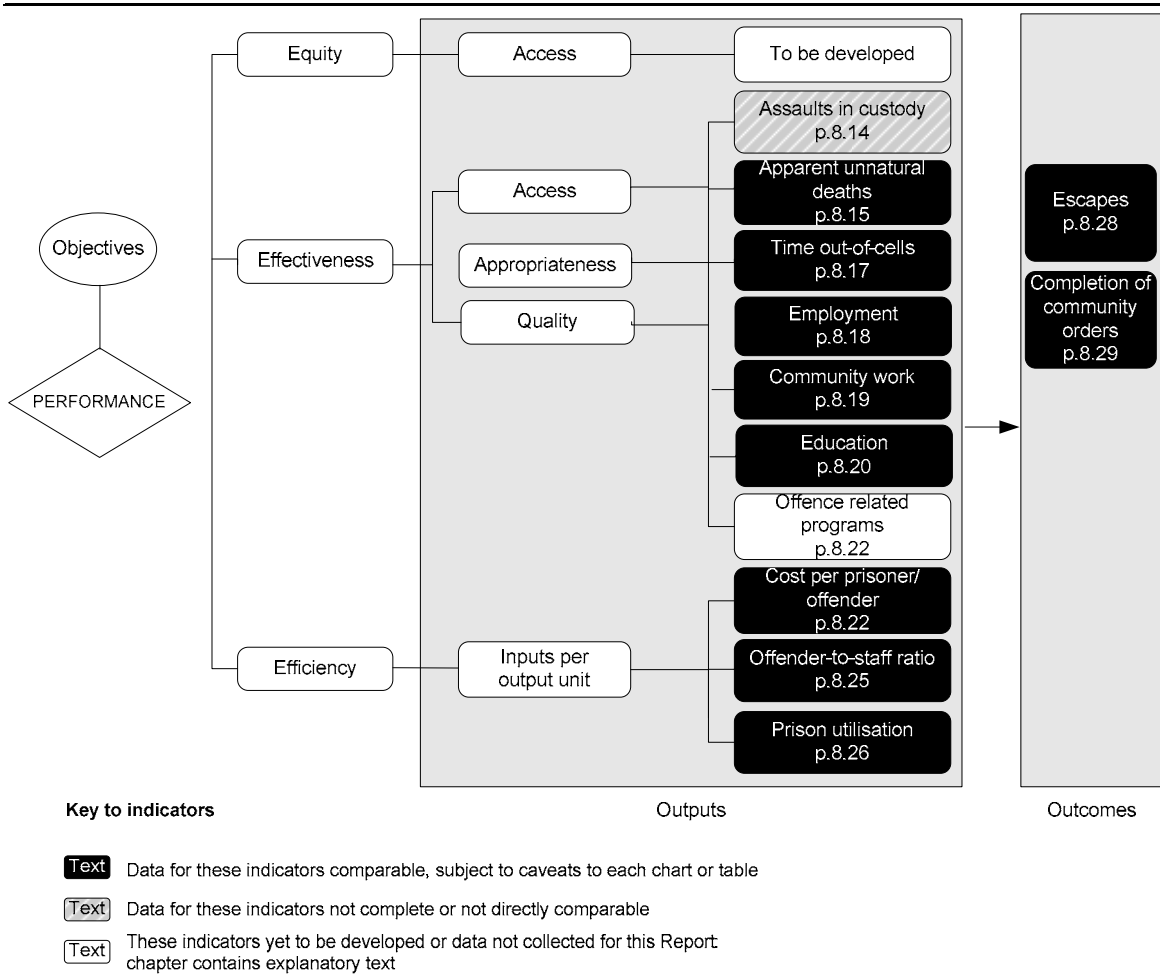 Equity
Access
To be developed
Assaults in custody
p.8.14
Access
Apparent unnatural
deaths
p.8.15
Escapes
p.8.28
Objectives
Effectiveness
Appropriateness
Time out-of-cells
p.8.17
Quality
Employment
p.8.18
Completion of
community
orders
p.8.29
PERFORMANCE
Community work
p.8.19
Education
p.8.20
Offence related
programs
p.8.22
Cost per prisoner/
offender
p.8.22
Efficiency
Inputs per
output unit
Offender-to-staff ratio
p.8.25
Prison utilisation
p.8.26
Key to indicators
Outputs
Outcomes
Text Data for these indicators comparable, subject to caveats to each chart or table
Text Data for these indicators not complete or not directly comparable
Text These indicators yet to be developed or data not collected for this Report
chapter contains explanatory text